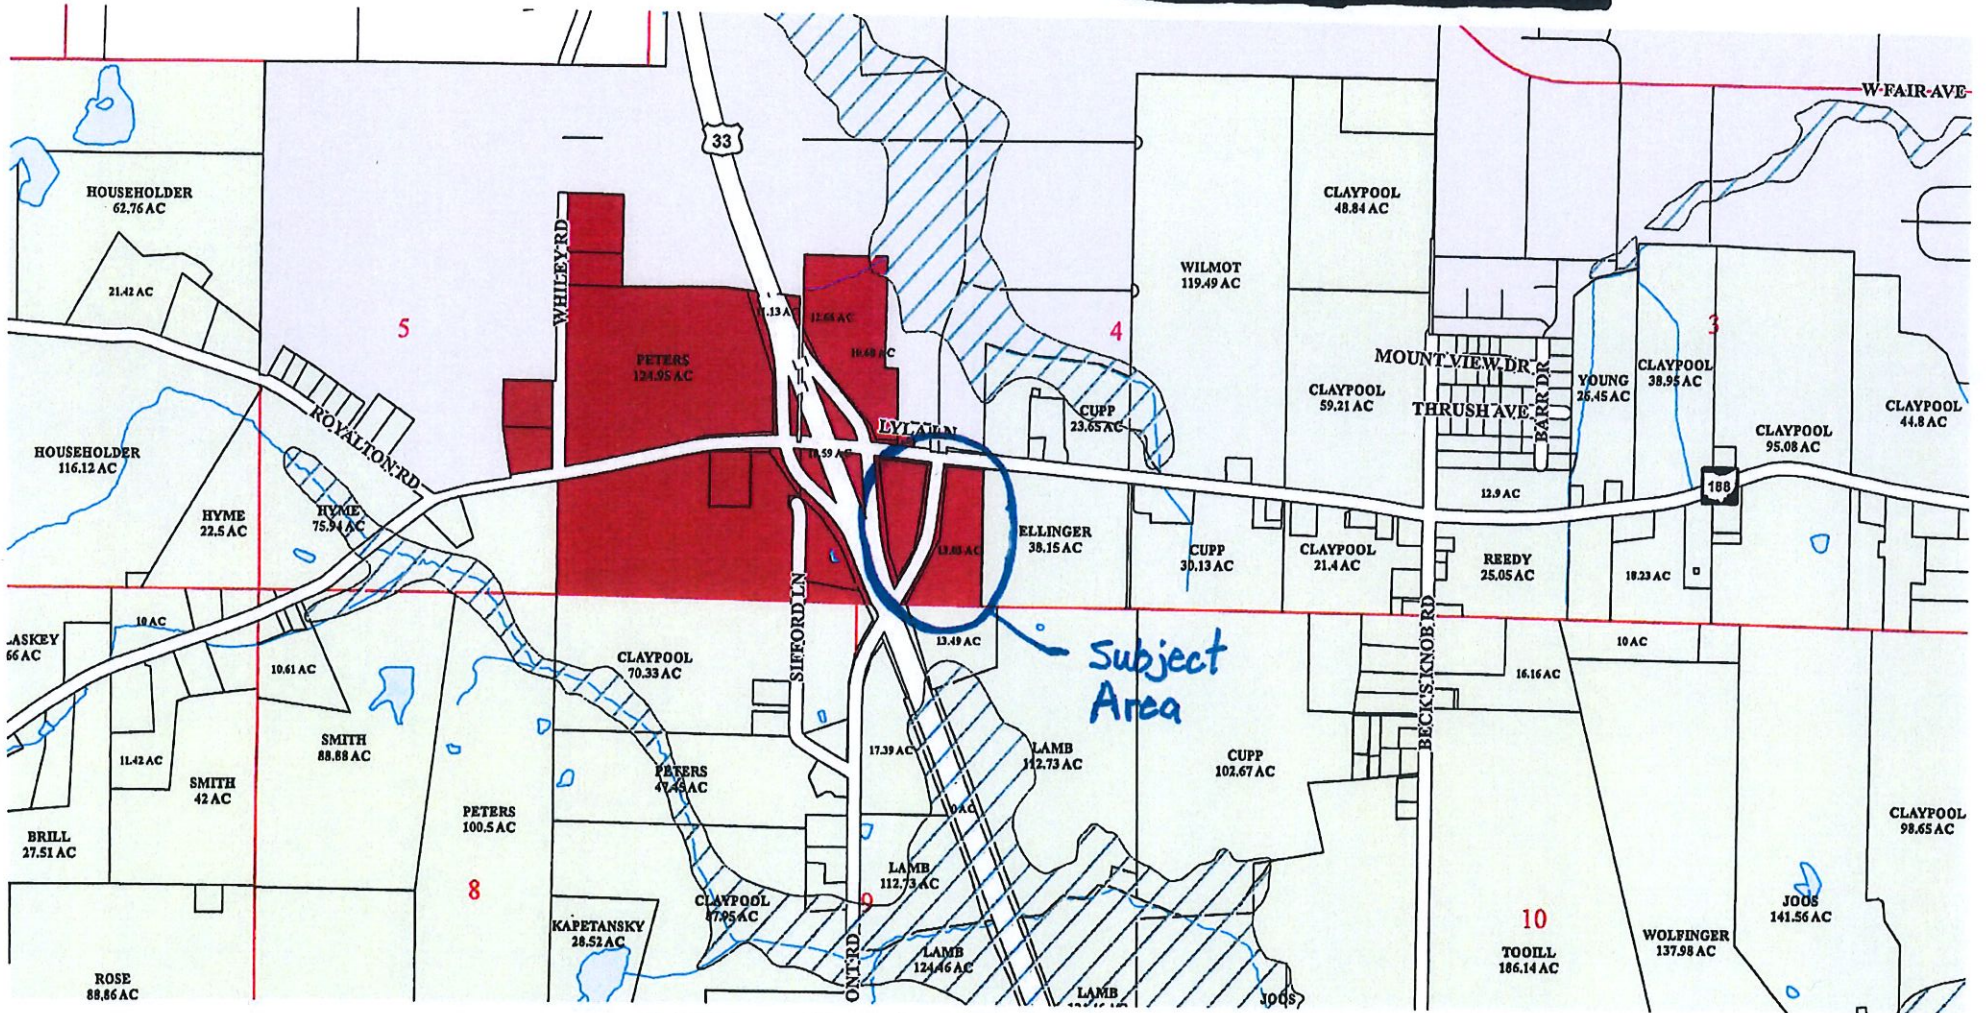 W FAIR AVE
33
HOUSEHOLDER
62.76 AC
CLAYPOOL
48.84 AC
WHILEY RD
WILMOT
119.49 AC
21.42 AC
5
4
3
12.68 AC
PETERS
124.95 AC
MOUNT VIEW DR
BARR DR
YOUNG
26.45 AC
CLAYPOOL
38.95 AC
CLAYPOOL
59.21 AC
THRUSH AVE
CLAYPOOL
44.8 AC
ROYALTON RD
CUPP
23.65 AC
LYLA LN
CLAYPOOL
95.08 AC
HOUSEHOLDER
116.12 AC
188
12.9 AC
HYME
22.5 AC
HYME
75.94 AC
ELLINGER
38.15 AC
CUPP
30.13 AC
CLAYPOOL
21.4 AC
REEDY
25.05 AC
18.23 AC
SIFFORD LN
BECK'S KNOB RD
10 AC
13.49 AC
10 AC
LASKEY
66 AC
10.61 AC
CLAYPOOL
70.33 AC
Subject
Area
16.16 AC
11.42 AC
SMITH
88.88 AC
SMITH
42 AC
17.39 AC
LAMB
112.73 AC
CUPP
102.67 AC
PETERS
47.45 AC
0 AC
PETERS
100.5 AC
BRILL
27.51 AC
CLAYPOOL
98.65 AC
LAMB
112.73 AC
8
9
CLAYPOOL
87.95 AC
10
JOOS
141.56 AC
KAPETANSKY
28.52 AC
ONT RD
LAMB
124.46 AC
TOOILL
186.14 AC
WOLFINGER
137.98 AC
ROSE
88.86 AC
LAMB
JOOS